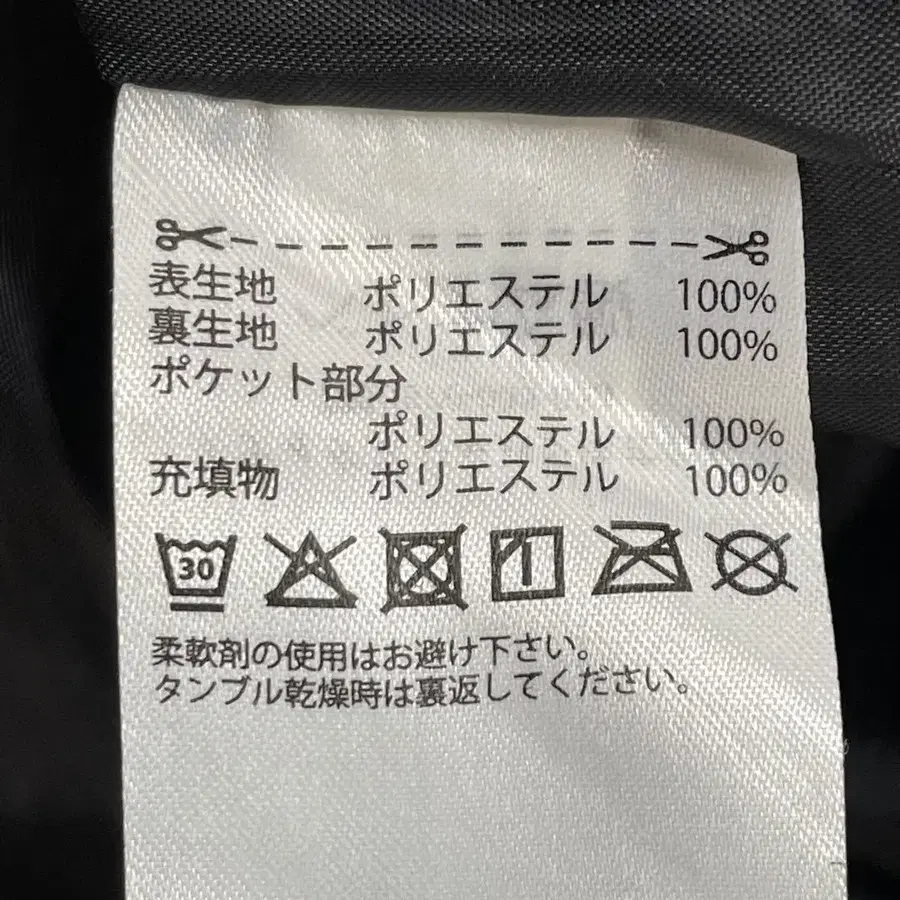 表生地 ポリエステル 100%
裏生地 ポリエステル 100%
ポケット部分
ポリエステル 100%
充填物 ポリエステル 100%
30
柔軟剤の使用はお避け下さい。
タンブル乾燥時は裏返してください。